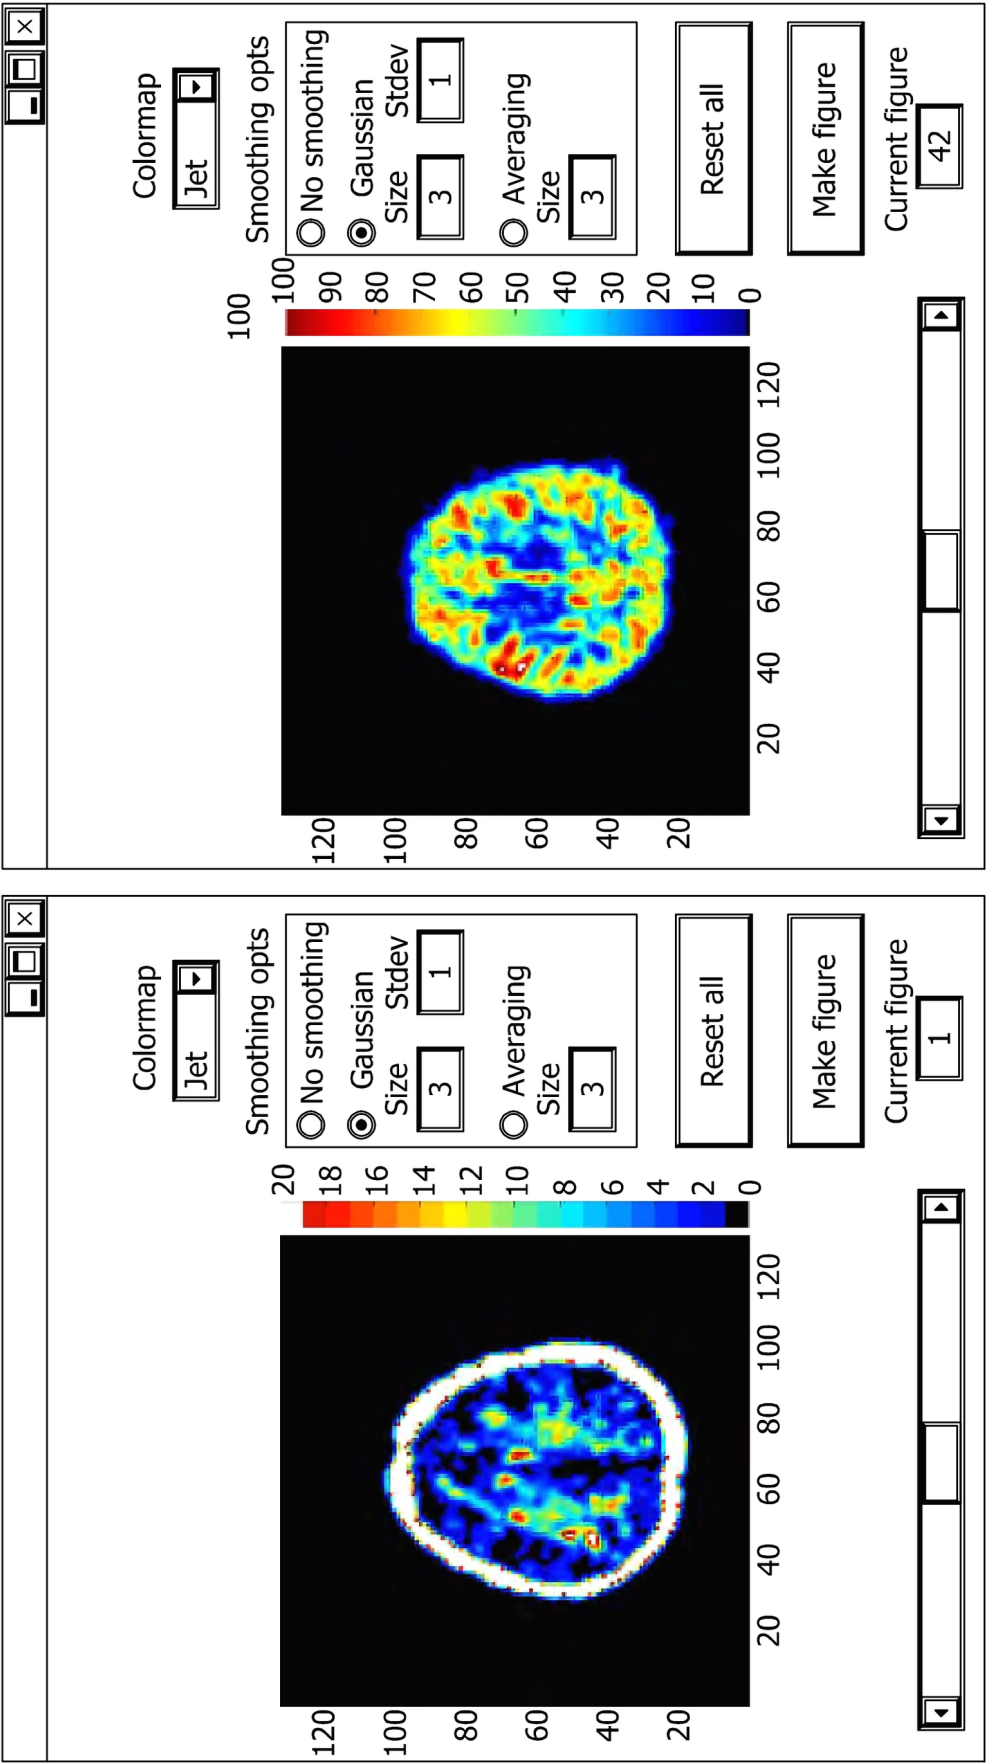 Colormap
Jet
Smoothing opts
No smoothing
Gaussian
Size Stdev
3 1
Averaging
Size
3
Reset all
Make figure
Current figure
1
20
18
16
14
12
10
8
6
4
2
0
120
100
80
60
40
20
20 40 60 80 100 120
Colormap
Jet
Smoothing opts
No smoothing
Gaussian
Size Stdev
3 1
Averaging
Size
3
Reset all
Make figure
Current figure
42
100
100
90
80
70
60
50
40
30
20
10
0
120
100
80
60
40
20
20 40 60 80 100 120